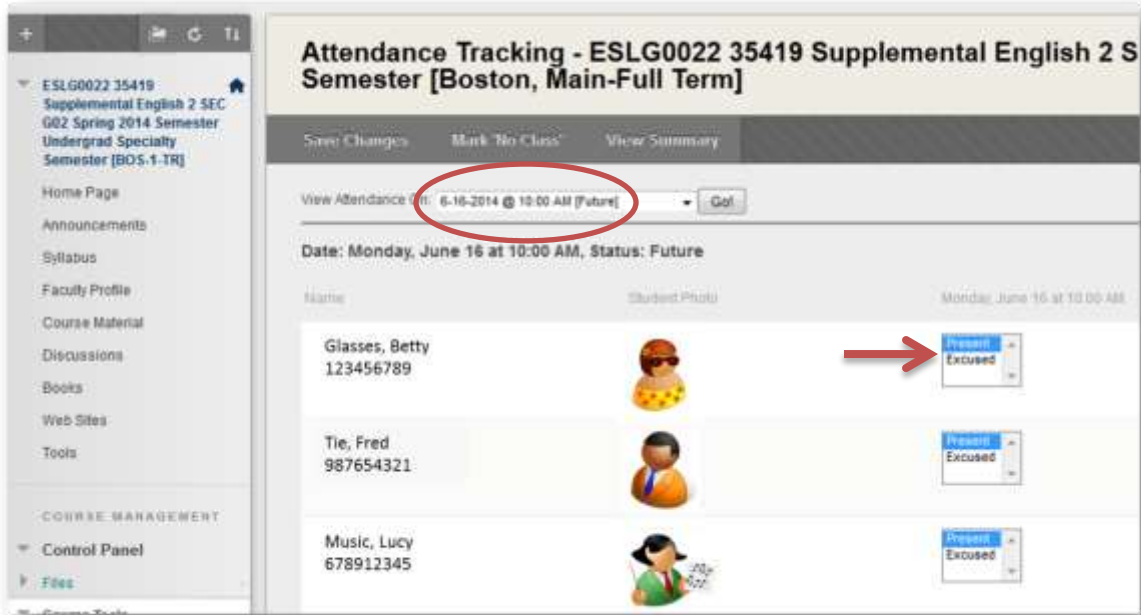 ESLG0022 35419
Supplemental English 2 SEC
G02 Spring 2014 Semester
Undergrad Specialty
Semester [BOS-1-TR]
Home Page
Announcements
Syllabus
Faculty Profile
Course Material
Discussions
Books
Web Sites
Tools
COURSE MANAGEMENT
Control Panel
Files
Course Tools
Attendance Tracking - ESLG0022 35419 Supplemental English 2 S
Semester [Boston, Main-Full Term]
Save Changes Mark "No Class" View Summary
View Attendance On: 6-16-2014 @ 10:00 AM [Future] Go!
Date: Monday, June 16 at 10:00 AM, Status: Future
Name Student Photo Monday, June 16 at 10:00 AM
Glasses, Betty
123456789
Present
Excused
Tie, Fred
987654321
Present
Excused
Music, Lucy
678912345
Present
Excused